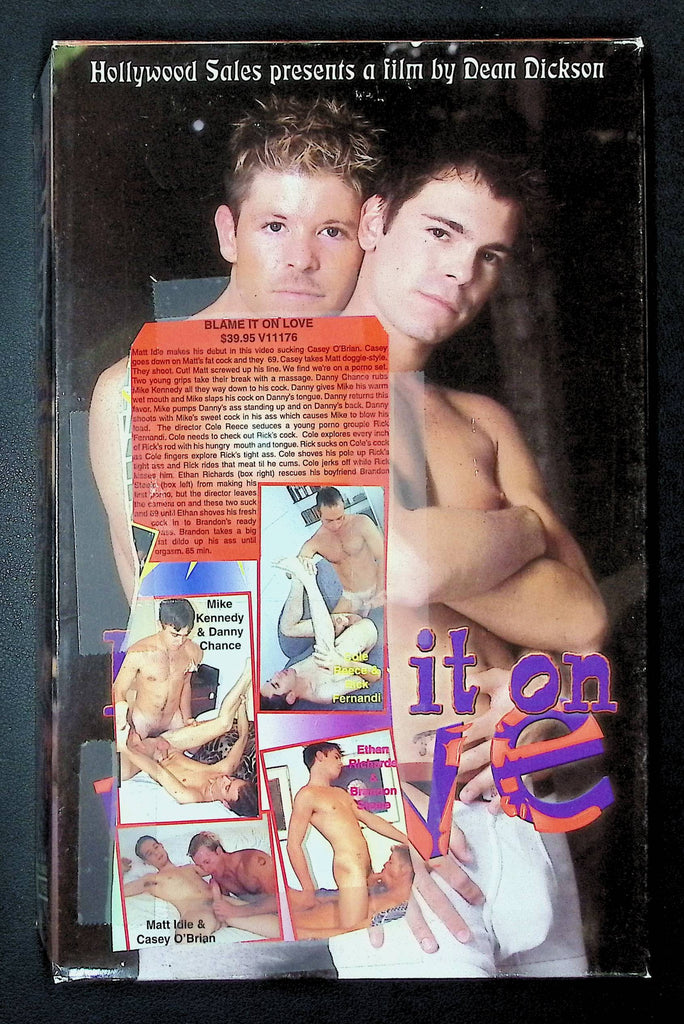 Hollywood Sales presents a film by Dean Dickson
BLAME IT ON LOVE
$39.95 V11176
Matt Idle makes his debut in this video sucking Casey O'Brian. Casey
goes down on Matt's fat cock and they 69. Casey takes Matt doggie-style.
They shoot. Cut! Matt screwed up his line. We find we're on a porno set.
Two young grips take their break with a massage. Danny Chance rubs
Mike Kennedy all they way down to his cock. Danny gives Mike his warm
wet mouth and Mike slaps his cock on Danny's tongue. Danny returns this
favor. Mike pumps Danny's ass standing up and on Danny's back. Danny
shoots with Mike's sweet cock in his ass which causes Mike to blow his
load. The director Cole Reece seduces a young porno groupie Rick
Fernandi. Cole needs to check out Rick's cock. Cole explores every inch
of Rick's rod with his hungry mouth and tongue. Rick sucks on Cole's cock
as Cole fingers explore Rick's tight ass. Cole shoves his pole up Rick's
tight ass and Rick rides that meat til he cums. Cole jerks off while Rick
kisses him. Ethan Richards (box right) rescues his boyfriend Brandon
(box left) from making his
first porno, but the director leaves
the camera on and these two suck
and 69 until Ethan shoves his fresh
cock in to Brandon's ready
ass. Brandon takes a big
fat dildo up his ass until
orgasm. 85 min.
Mike
Kennedy
& Danny
Chance
Cole
Reece &
Rick
Fernandi
it on
Ethan
Richards
&
Brandon
Matt Idle &
Casey O'Brian